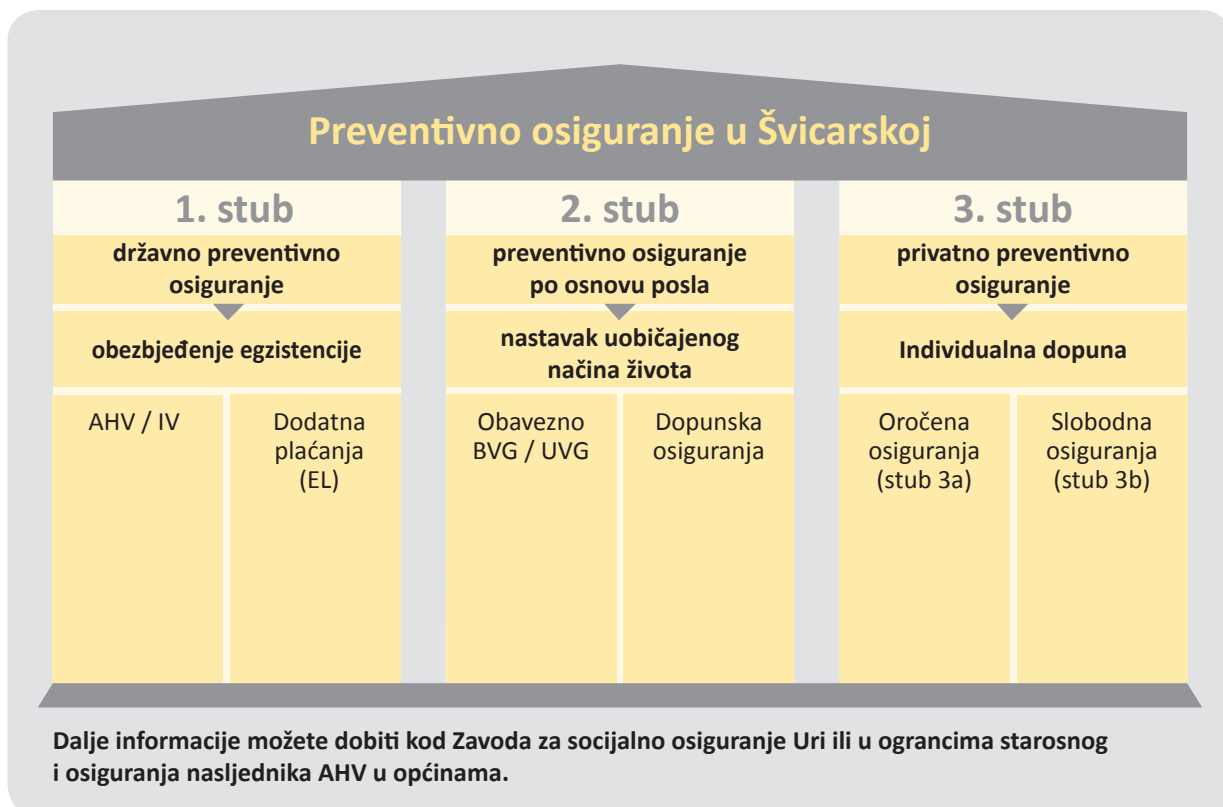 Preventivno osiguranje u Švicarskoj
1. stub
državno preventivno
osiguranje
obezbjeđenje egzistencije
AHV / IV
Dodatna
plaćanja
(EL)
2. stub
preventivno osiguranje
po osnovu posla
nastavak uobičajenog
načina života
Obavezno
BVG / UVG
Dopunska
osiguranja
3. stub
privatno preventivno
osiguranje
Individualna dopuna
Oročena
osiguranja
(stub 3a)
Slobodna
osiguranja
(stub 3b)
Dalje informacije možete dobiti kod Zavoda za socijalno osiguranje Uri ili u ograncima starosnog
i osiguranja nasljednika AHV u općinama.